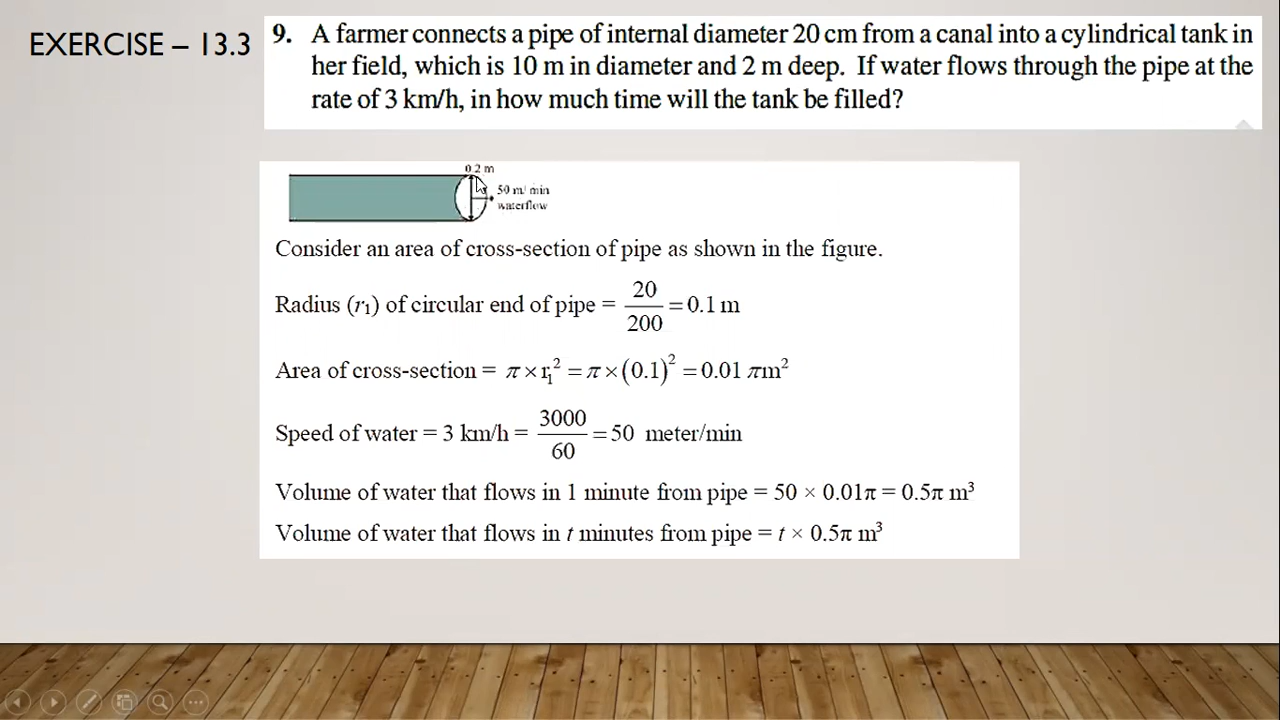 EXERCISE – 13.3
9. A farmer connects a pipe of internal diameter 20 cm from a canal into a cylindrical tank in
her field, which is 10 m in diameter and 2 m deep. If water flows through the pipe at the
rate of 3 km/h, in how much time will the tank be filled?
0.2 m
50 m/ min
waterflow
Consider an area of cross-section of pipe as shown in the figure.
Radius (r₁) of circular end of pipe = 20/200 = 0.1 m
Area of cross-section = π × r₁² = π × (0.1)² = 0.01 πm²
Speed of water = 3 km/h = 3000/60 = 50 meter/min
Volume of water that flows in 1 minute from pipe = 50 × 0.01π = 0.5π m³
Volume of water that flows in t minutes from pipe = t × 0.5π m³